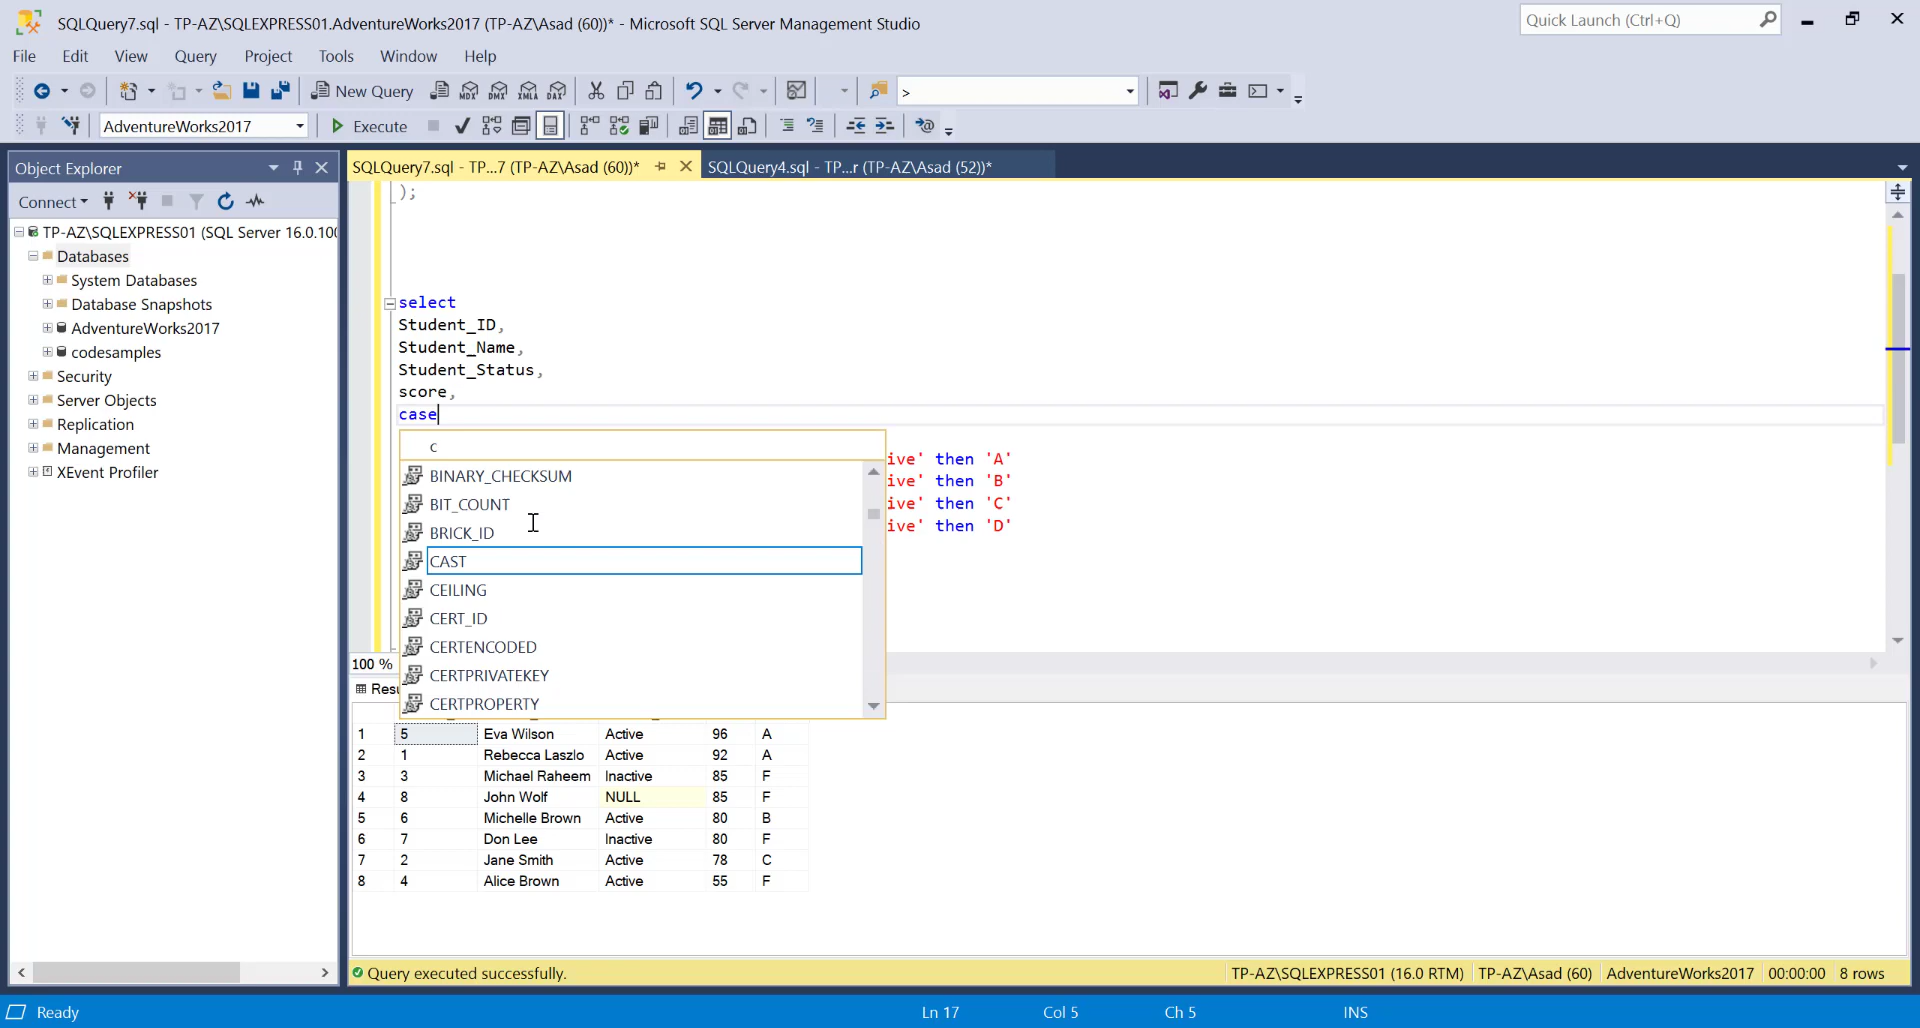 SQLQuery7.sql - TP-AZ\SQLEXPRESS01.AdventureWorks2017 (TP-AZ\Asad (60))* - Microsoft SQL Server Management Studio
Quick Launch (Ctrl+Q)
File Edit View Query Project Tools Window Help
New Query MDX DMX XMLA DAX >
AdventureWorks2017 Execute
Object Explorer
SQLQuery7.sql - TP...7 (TP-AZ\Asad (60))* SQLQuery4.sql - TP...r (TP-AZ\Asad (52))*
Connect
TP-AZ\SQLEXPRESS01 (SQL Server 16.0.100
Databases
System Databases
Database Snapshots
AdventureWorks2017
codesamples
Security
Server Objects
Replication
Management
XEvent Profiler
);
select
Student_ID,
Student_Name,
Student_Status,
score,
case
ive' then 'A'
ive' then 'B'
ive' then 'C'
ive' then 'D'
c
BINARY_CHECKSUM
BIT_COUNT
BRICK_ID
CAST
CEILING
CERT_ID
CERTENCODED
CERTPRIVATEKEY
CERTPROPERTY
100 %
Resu
1 5 Eva Wilson Active 96 A
2 1 Rebecca Laszlo Active 92 A
3 3 Michael Raheem Inactive 85 F
4 8 John Wolf NULL 85 F
5 6 Michelle Brown Active 80 B
6 7 Don Lee Inactive 80 F
7 2 Jane Smith Active 78 C
8 4 Alice Brown Active 55 F
Query executed successfully.
TP-AZ\SQLEXPRESS01 (16.0 RTM) TP-AZ\Asad (60) AdventureWorks2017 00:00:00 8 rows
Ready Ln 17 Col 5 Ch 5 INS